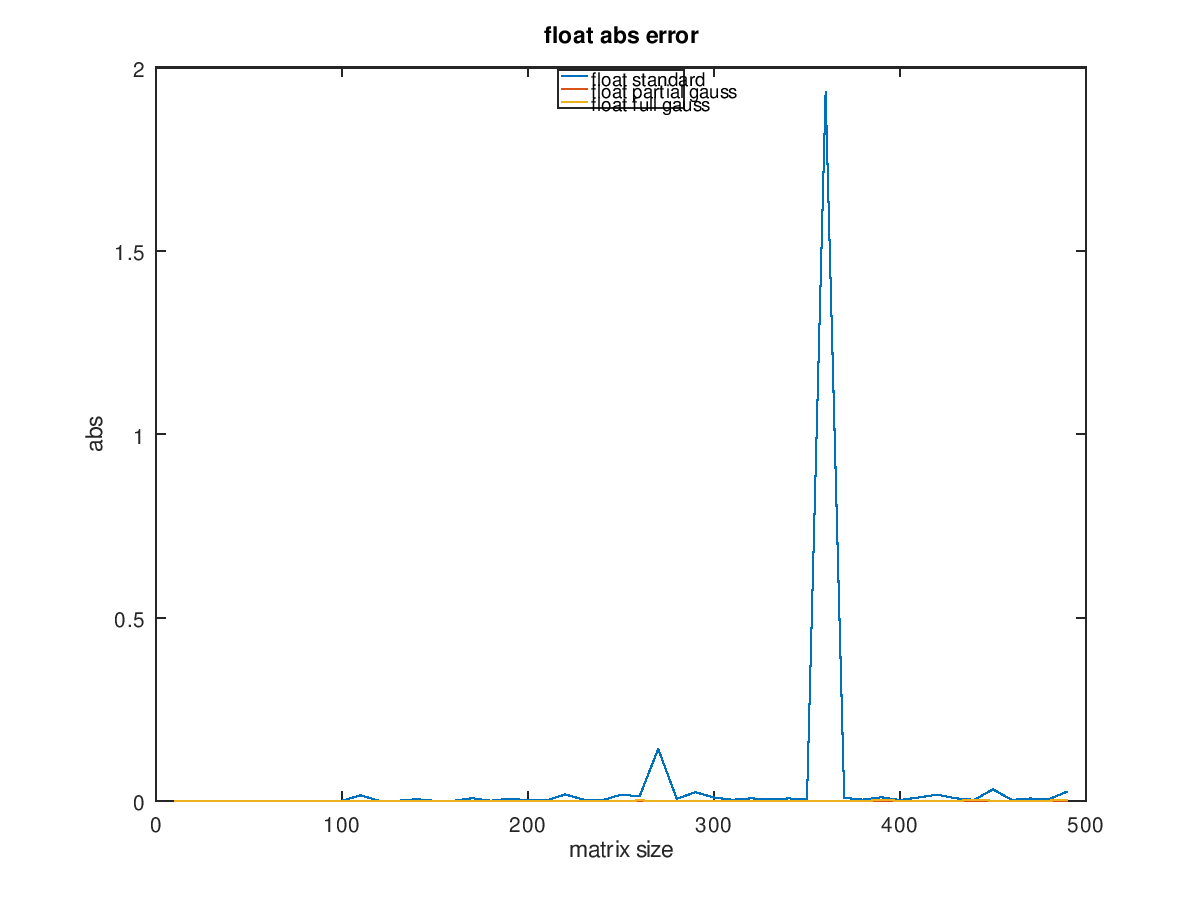 float abs error
float standard
float partial gauss
float full gauss
2
1.5
1
0.5
0
abs
0 100 200 300 400 500
matrix size